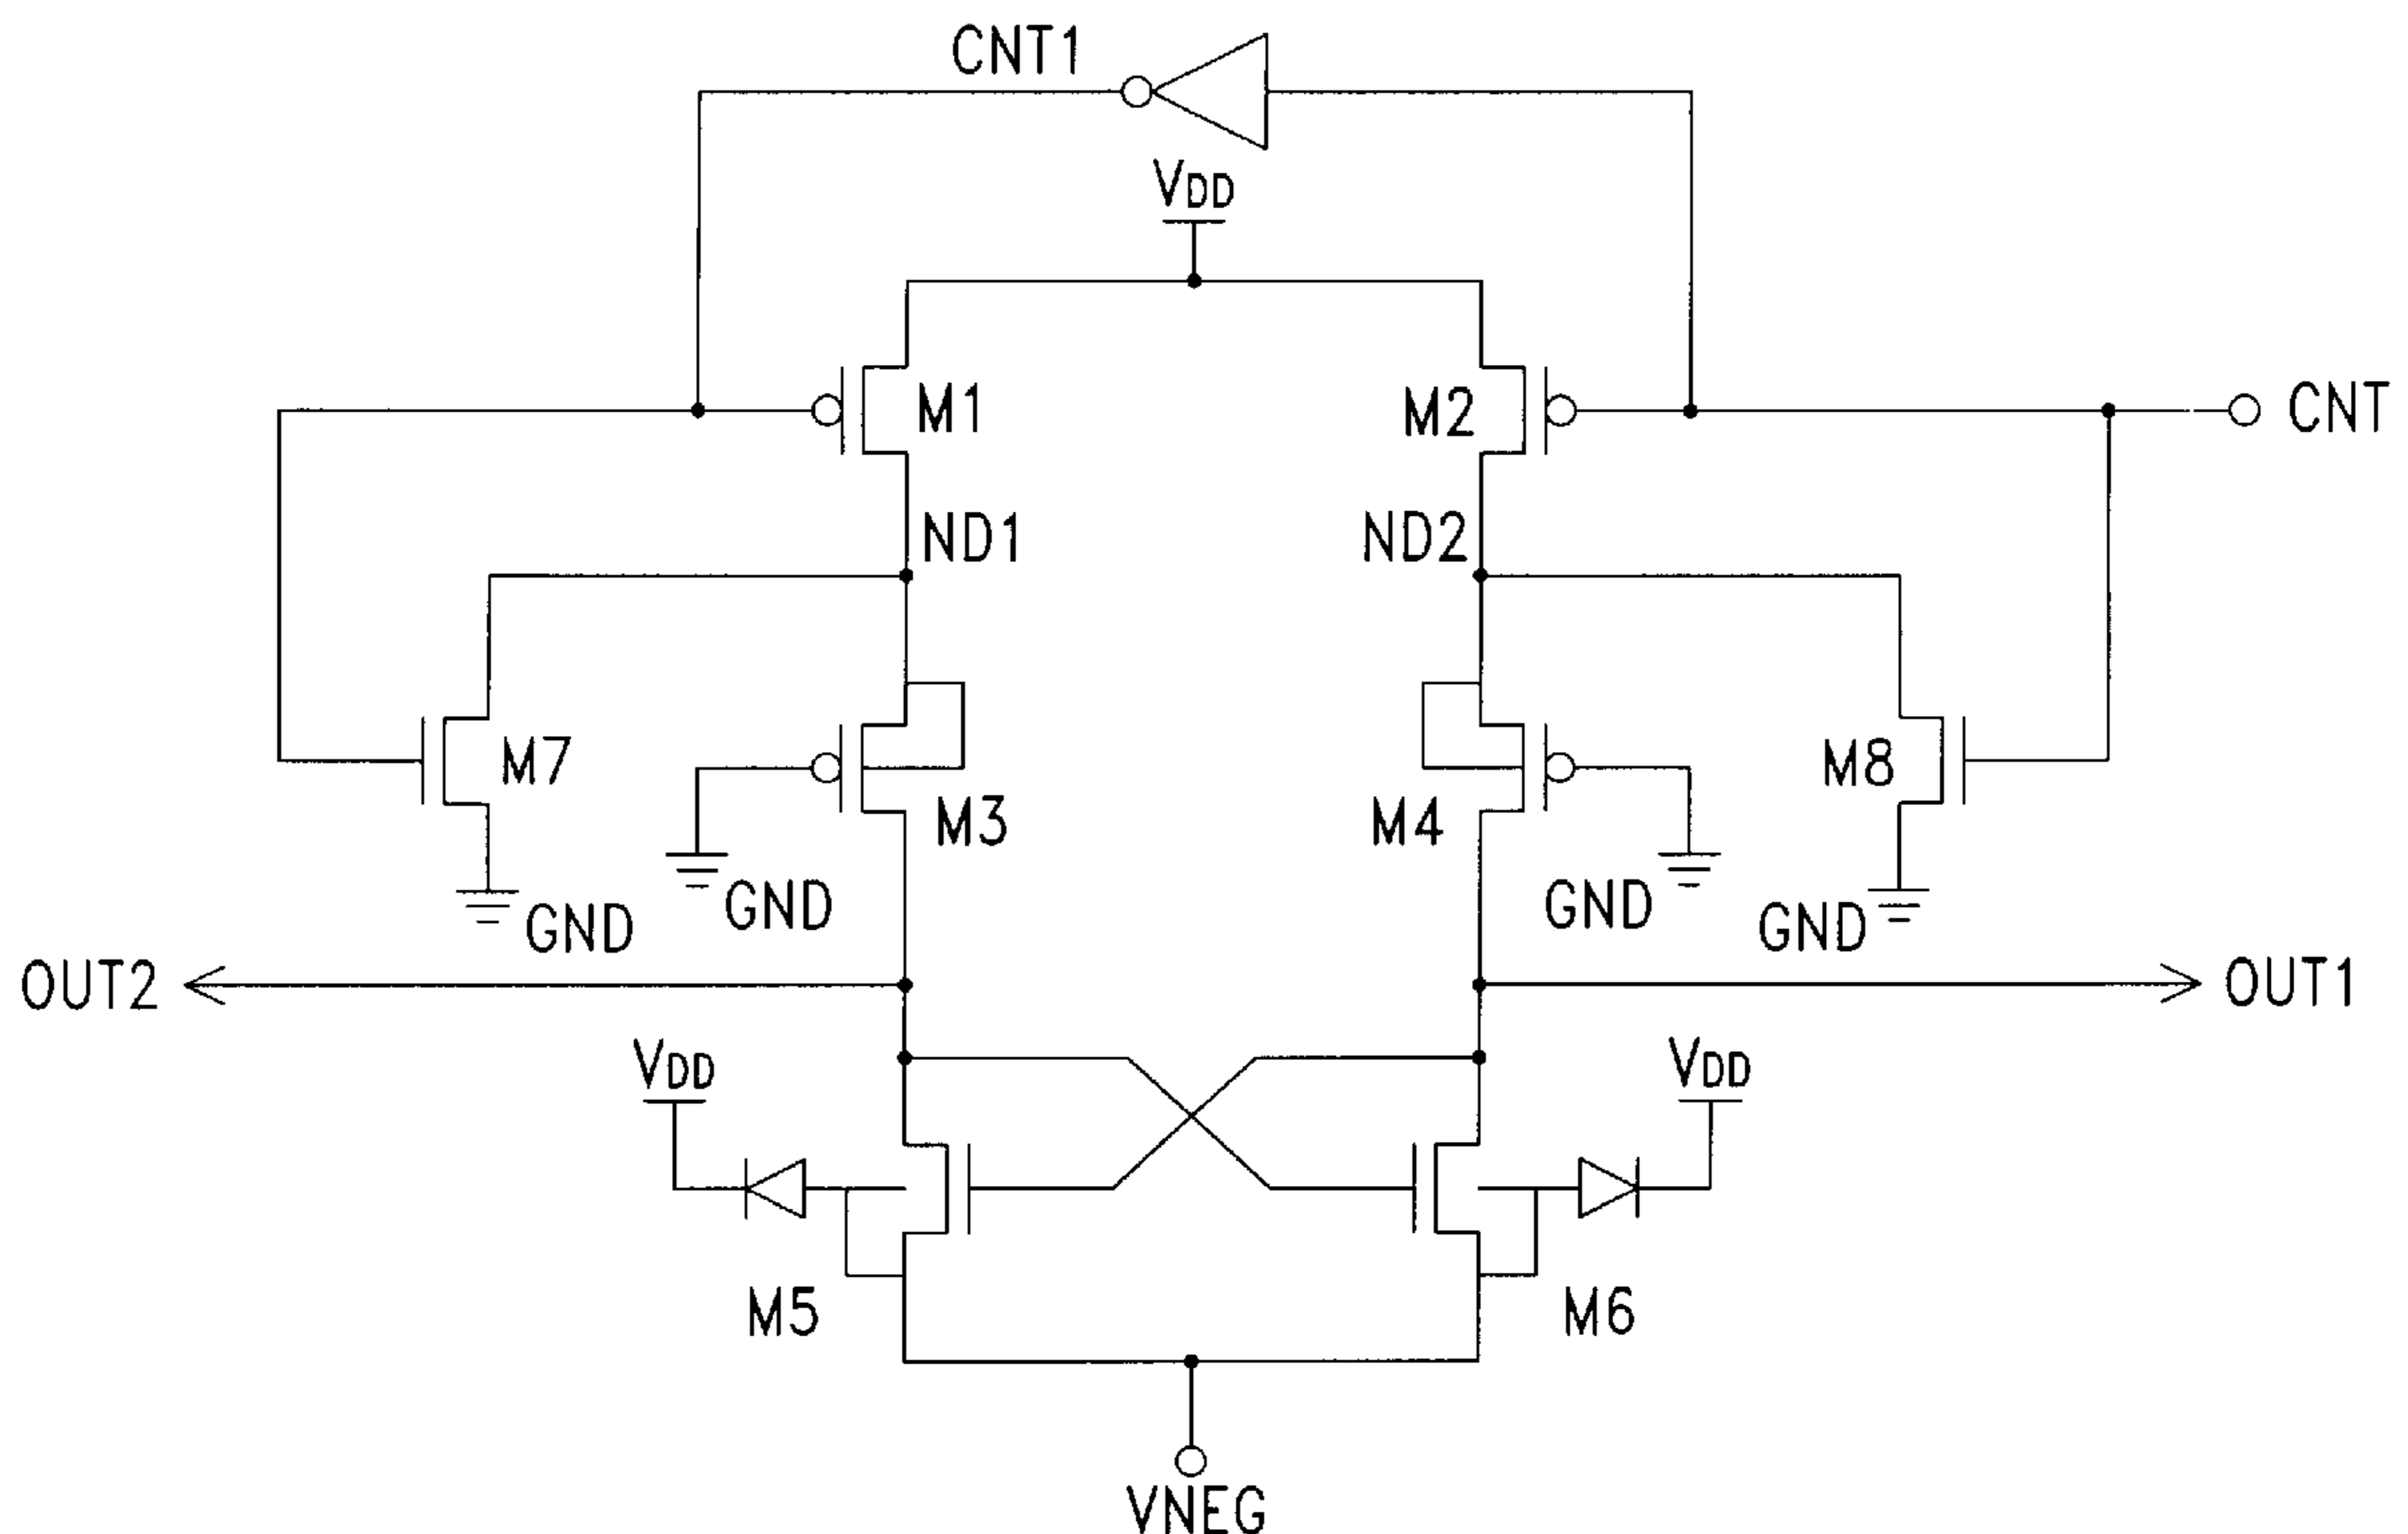 CNT1
VDD
M1
M2
CNT
ND1
ND2
M7
M3
M4
M8
GND
GND
GND
GND
OUT2
OUT1
VDD
VDD
M5
M6
VNEG